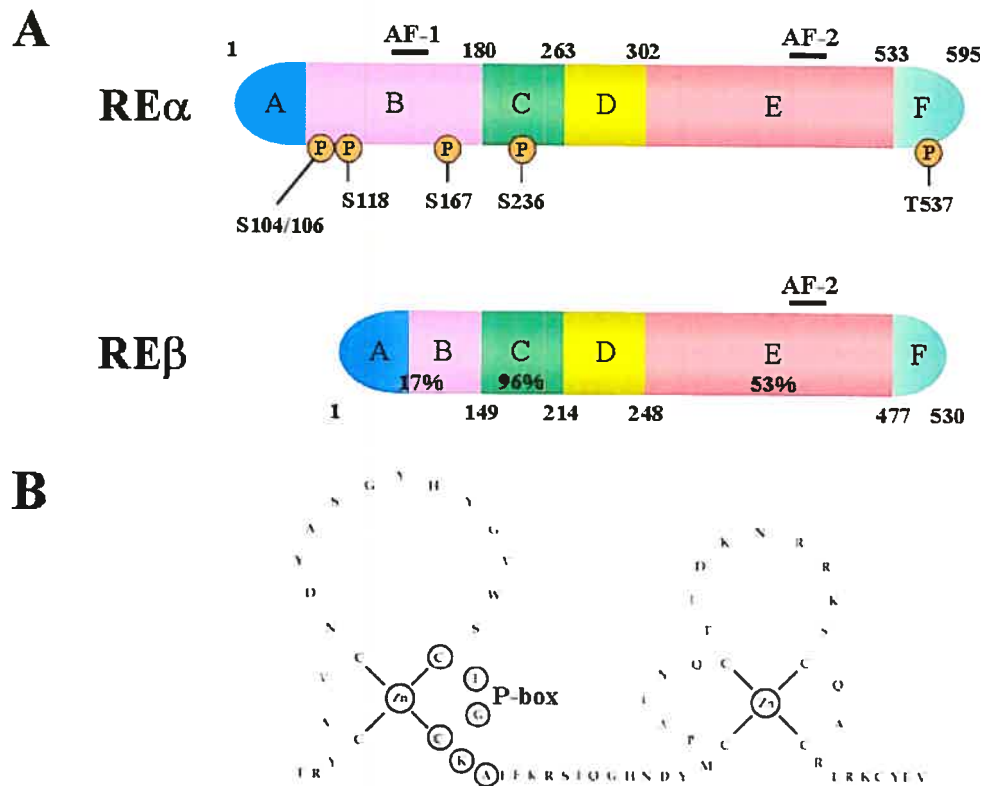 A
AF-1
AF-2
1 180 263 302 533 595
REα
A B C D E F
P P P P P
S104/106 S118 S167 S236 T537
AF-2
REβ
A B C D E F
17% 96% 53%
1 149 214 248 477 530
B
Y A S G Y H Y G
D W
N S
C C
Zn
G
P-box
C C
K
A
D K N R R
K
S
Q C C Q
Zn
A
P C C
M R
K R S
Q G H N D Y
R K C Y